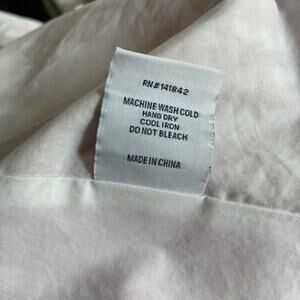 RN#141842
MACHINE WASH COLD
HANG DRY
COOL IRON
DO NOT BLEACH
MADE IN CHINA